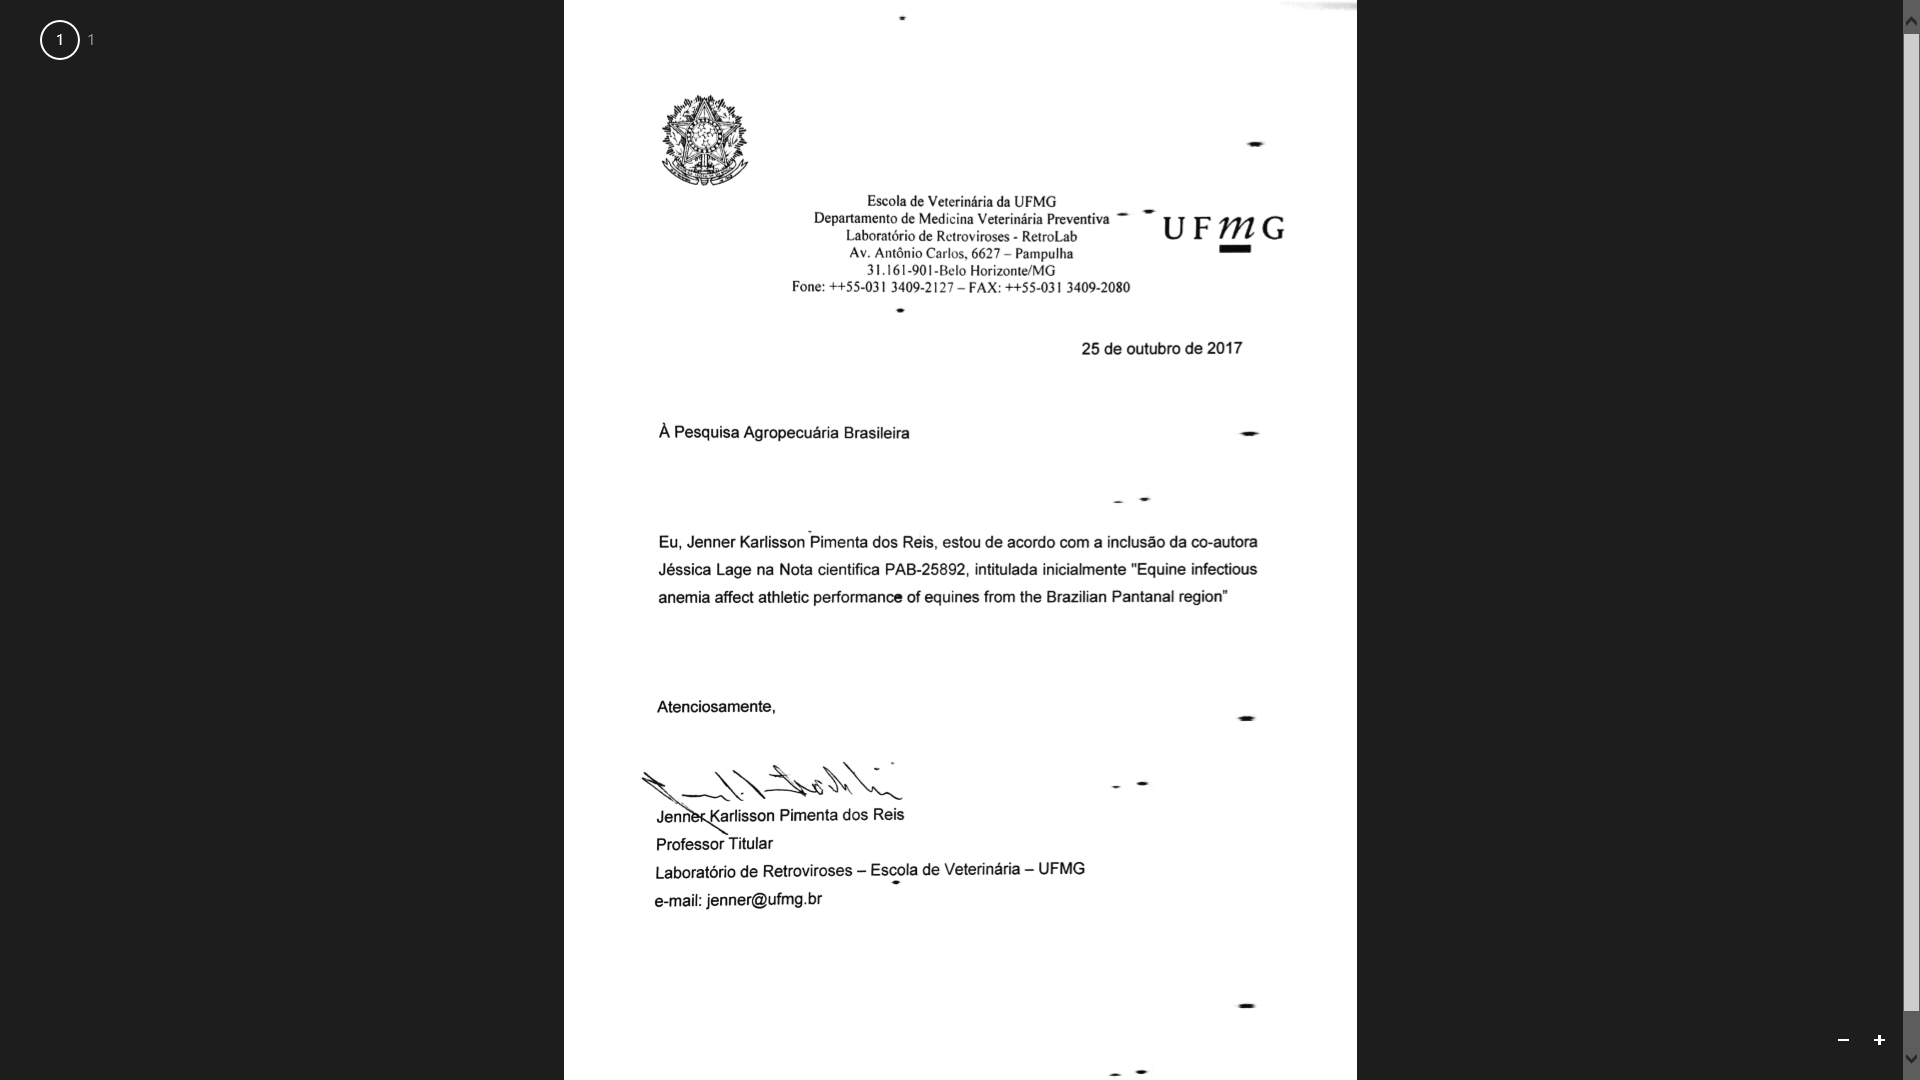 1 1
UFmG
Escola de Veterinária da UFMG
Departamento de Medicina Veterinária Preventiva
Laboratório de Retroviroses - RetroLab
Av. Antônio Carlos, 6627 – Pampulha
31.161-901-Belo Horizonte/MG
Fone: ++55-031 3409-2127 – FAX: ++55-031 3409-2080
25 de outubro de 2017
À Pesquisa Agropecuária Brasileira
Eu, Jenner Karlisson Pimenta dos Reis, estou de acordo com a inclusão da co-autora
Jéssica Lage na Nota cientifica PAB-25892, intitulada inicialmente "Equine infectious
anemia affect athletic performance of equines from the Brazilian Pantanal region”
Atenciosamente,
Jenner Karlisson Pimenta dos Reis
Professor Titular
Laboratório de Retroviroses – Escola de Veterinária – UFMG
e-mail: jenner@ufmg.br